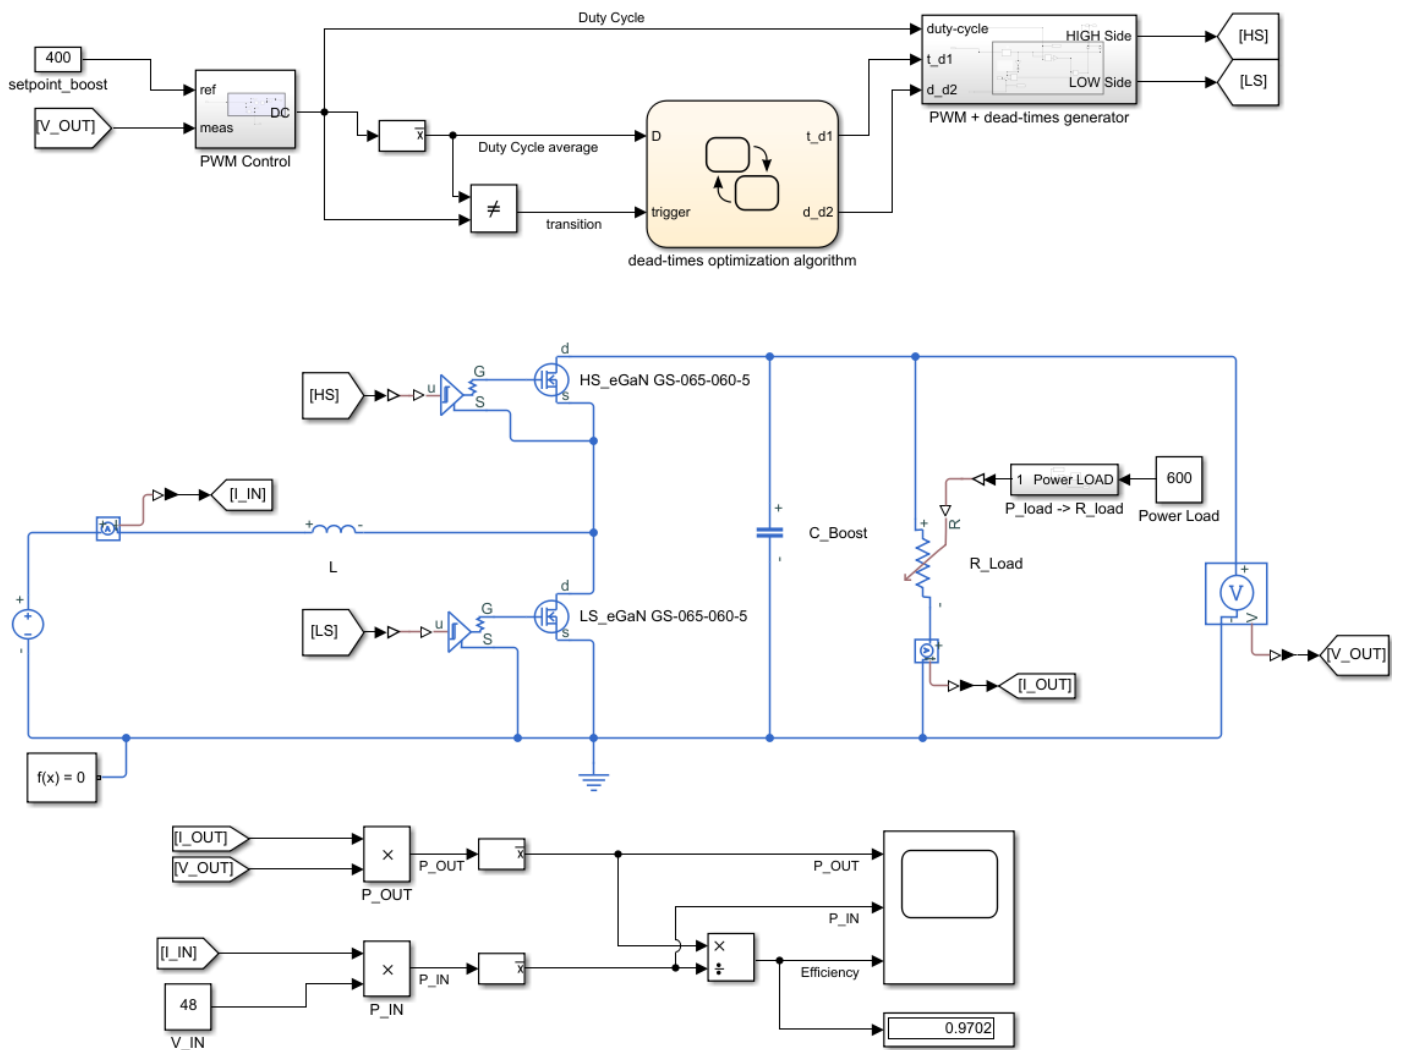 Duty Cycle
400
setpoint_boost
[V_OUT]
ref
meas
DC
PWM Control
x
Duty Cycle average
≠
transition
D
trigger
t_d1
d_d2
dead-times optimization algorithm
duty-cycle
t_d1
d_d2
HIGH Side
LOW Side
PWM + dead-times generator
[HS]
[LS]
[HS]
u
G
S
d
s
HS_eGaN GS-065-060-5
[I_IN]
A
+
+ -
L
[LS]
u
G
S
d
s
LS_eGaN GS-065-060-5
+
-
+
-
C_Boost
+
-
R
R_Load
1 Power LOAD
P_load -> R_load
600
Power Load
A
+
[I_OUT]
+
V
-
V
[V_OUT]
+
-
f(x) = 0
[I_OUT]
[V_OUT]
×
P_OUT
P_OUT
x
P_OUT
P_IN
[I_IN]
48
V_IN
×
P_IN
P_IN
x
×
÷
Efficiency
0.9702